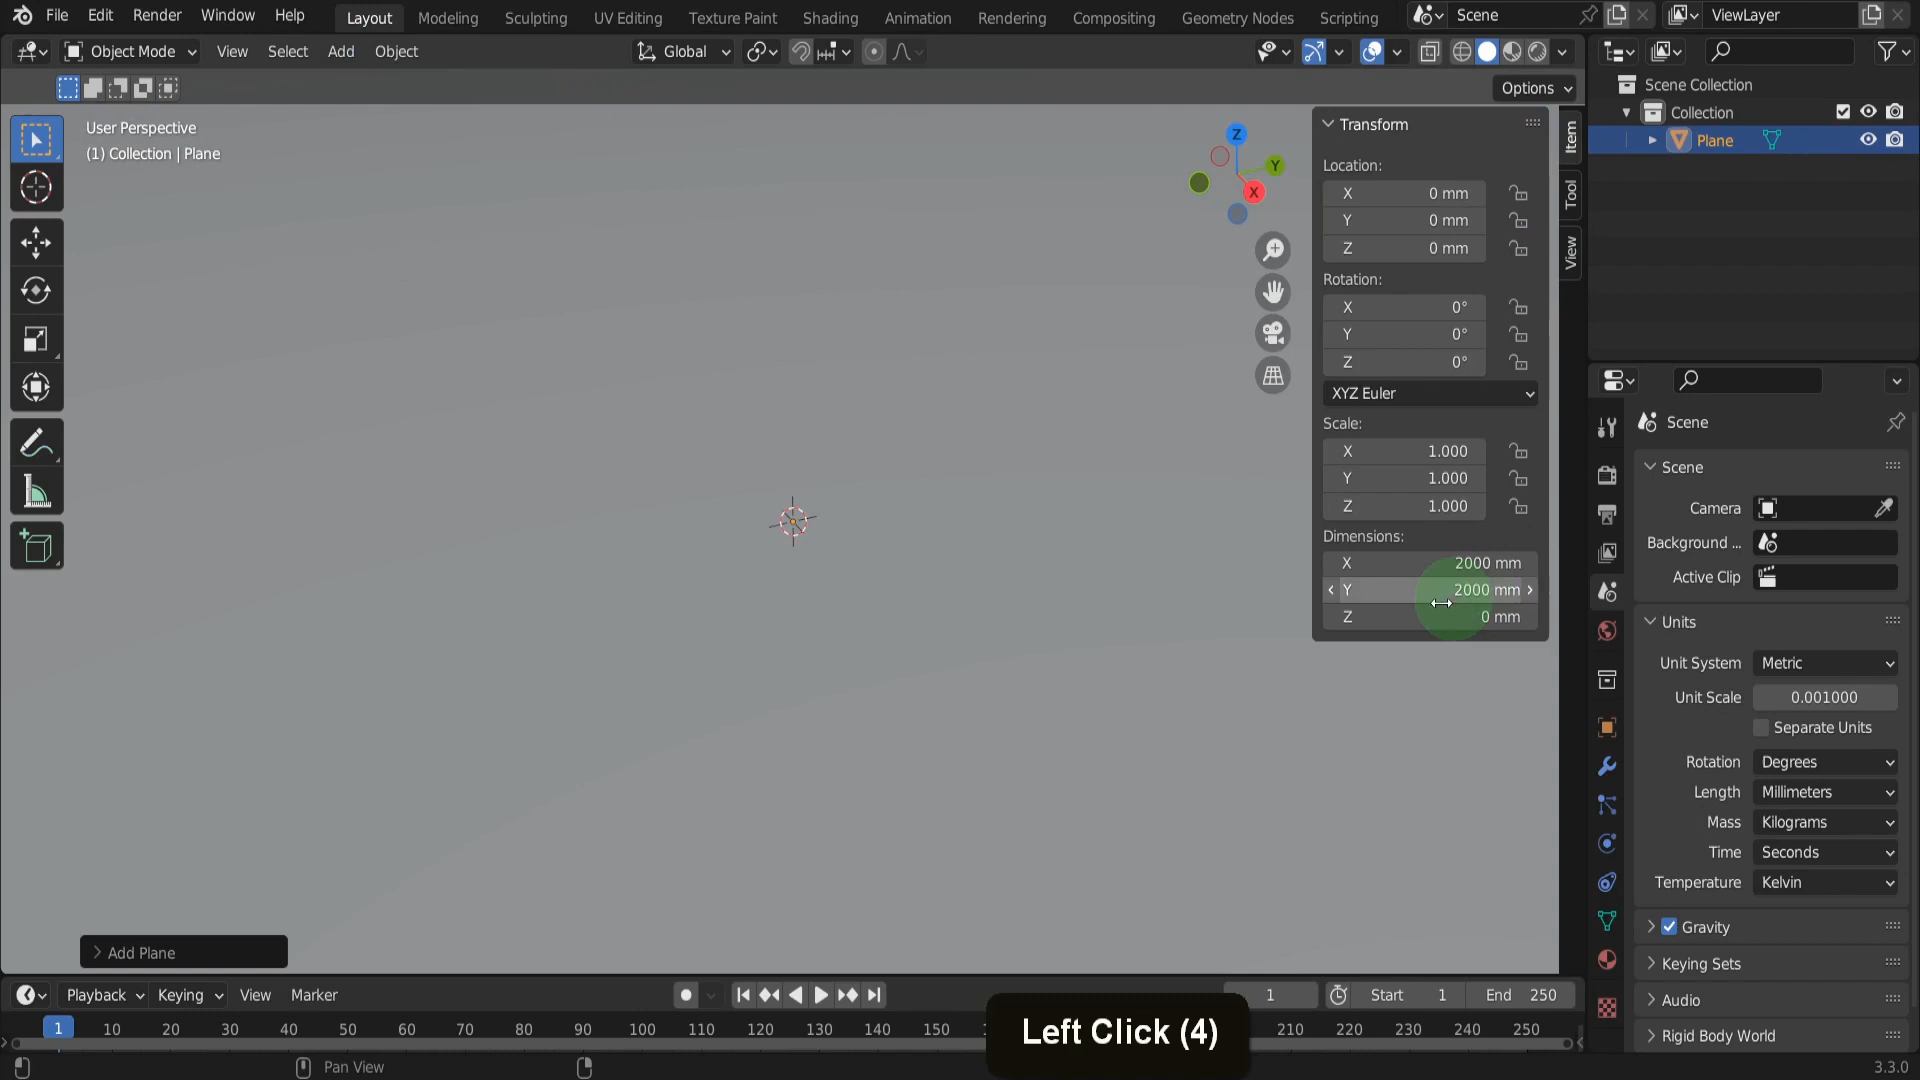 File Edit Render Window Help Layout Modeling Sculpting UV Editing Texture Paint Shading Animation Rendering Compositing Geometry Nodes Scripting Scene ViewLayer
Object Mode View Select Add Object Global
Options
User Perspective
(1) Collection | Plane
Z
Y
X
Transform
Location:
X 0 mm
Y 0 mm
Z 0 mm
Rotation:
X 0°
Y 0°
Z 0°
XYZ Euler
Scale:
X 1.000
Y 1.000
Z 1.000
Dimensions:
X 2000 mm
Y 2000 mm
Z 0 mm
Item
Tool
View
Scene Collection
Collection
Plane
Scene
Scene
Camera
Background ...
Active Clip
Units
Unit System Metric
Unit Scale 0.001000
Separate Units
Rotation Degrees
Length Millimeters
Mass Kilograms
Time Seconds
Temperature Kelvin
Gravity
Keying Sets
Audio
Rigid Body World
Add Plane
Playback Keying View Marker 1 Start 1 End 250
1 10 20 30 40 50 60 70 80 90 100 110 120 130 140 150 210 220 230 240 250
Left Click (4)
Pan View
3.3.0